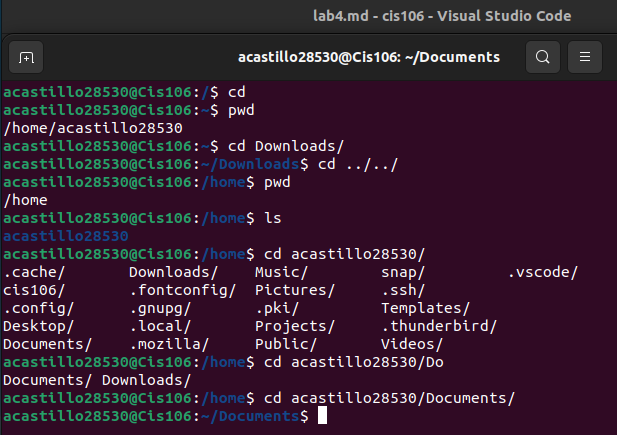 lab4.md - cis106 - Visual Studio Code
acastillo28530@Cis106: ~/Documents
acastillo28530@Cis106:/$ cd
acastillo28530@Cis106:~$ pwd
/home/acastillo28530
acastillo28530@Cis106:~$ cd Downloads/
acastillo28530@Cis106:~/Downloads$ cd ../../
acastillo28530@Cis106:/home$ pwd
/home
acastillo28530@Cis106:/home$ ls
acastillo28530
acastillo28530@Cis106:/home$ cd acastillo28530/
.cache/ Downloads/ Music/ snap/ .vscode/
cis106/ .fontconfig/ Pictures/ .ssh/
.config/ .gnupg/ .pki/ Templates/
Desktop/ .local/ Projects/ .thunderbird/
Documents/ .mozilla/ Public/ Videos/
acastillo28530@Cis106:/home$ cd acastillo28530/Do
Documents/ Downloads/
acastillo28530@Cis106:/home$ cd acastillo28530/Documents/
acastillo28530@Cis106:~/Documents$